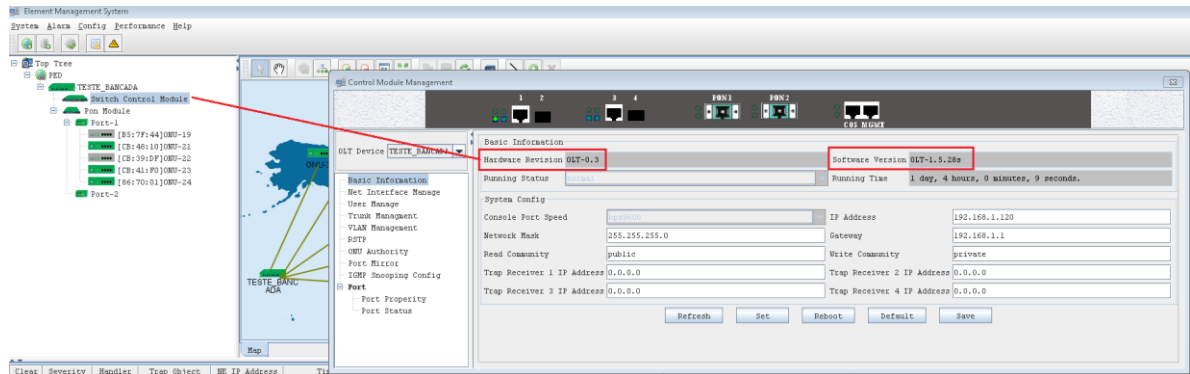 Element Management System
System Alarm Config Performance Help
Top Tree
PED
TESTE_BANCADA
Switch Control Module
Pon Module
Port-1
[B5:7F:44]ONU-19
[CB:48:10]ONU-21
[CB:39:DF]ONU-22
[CB:41:F0]ONU-23
[86:70:01]ONU-24
Port-2
TESTE_BANC
ADA
Map
Clear Severity Handler Trap Object NE IP Address
Control Module Management
1 2 3 4 PON1 PON2
COS MGMT
OLT Device TESTE_BANCADA
Basic Information
Net Interface Manage
User Manage
Trunk Managment
VLAN Management
RSTP
ONU Authority
Port Mirror
IGMP Snooping Config
Port
Port Properity
Port Status
Basic Information
Hardware Revision OLT-0.3 Software Version OLT-1.5.28s
Running Status normal Running Time 1 day, 4 hours, 0 minutes, 9 seconds.
System Config
Console Port Speed bps9600 IP Address 192.168.1.120
Network Mask 255.255.255.0 Gateway 192.168.1.1
Read Community public Write Community private
Trap Receiver 1 IP Address 0.0.0.0 Trap Receiver 2 IP Address 0.0.0.0
Trap Receiver 3 IP Address 0.0.0.0 Trap Receiver 4 IP Address 0.0.0.0
Refresh Set Reboot Default Save